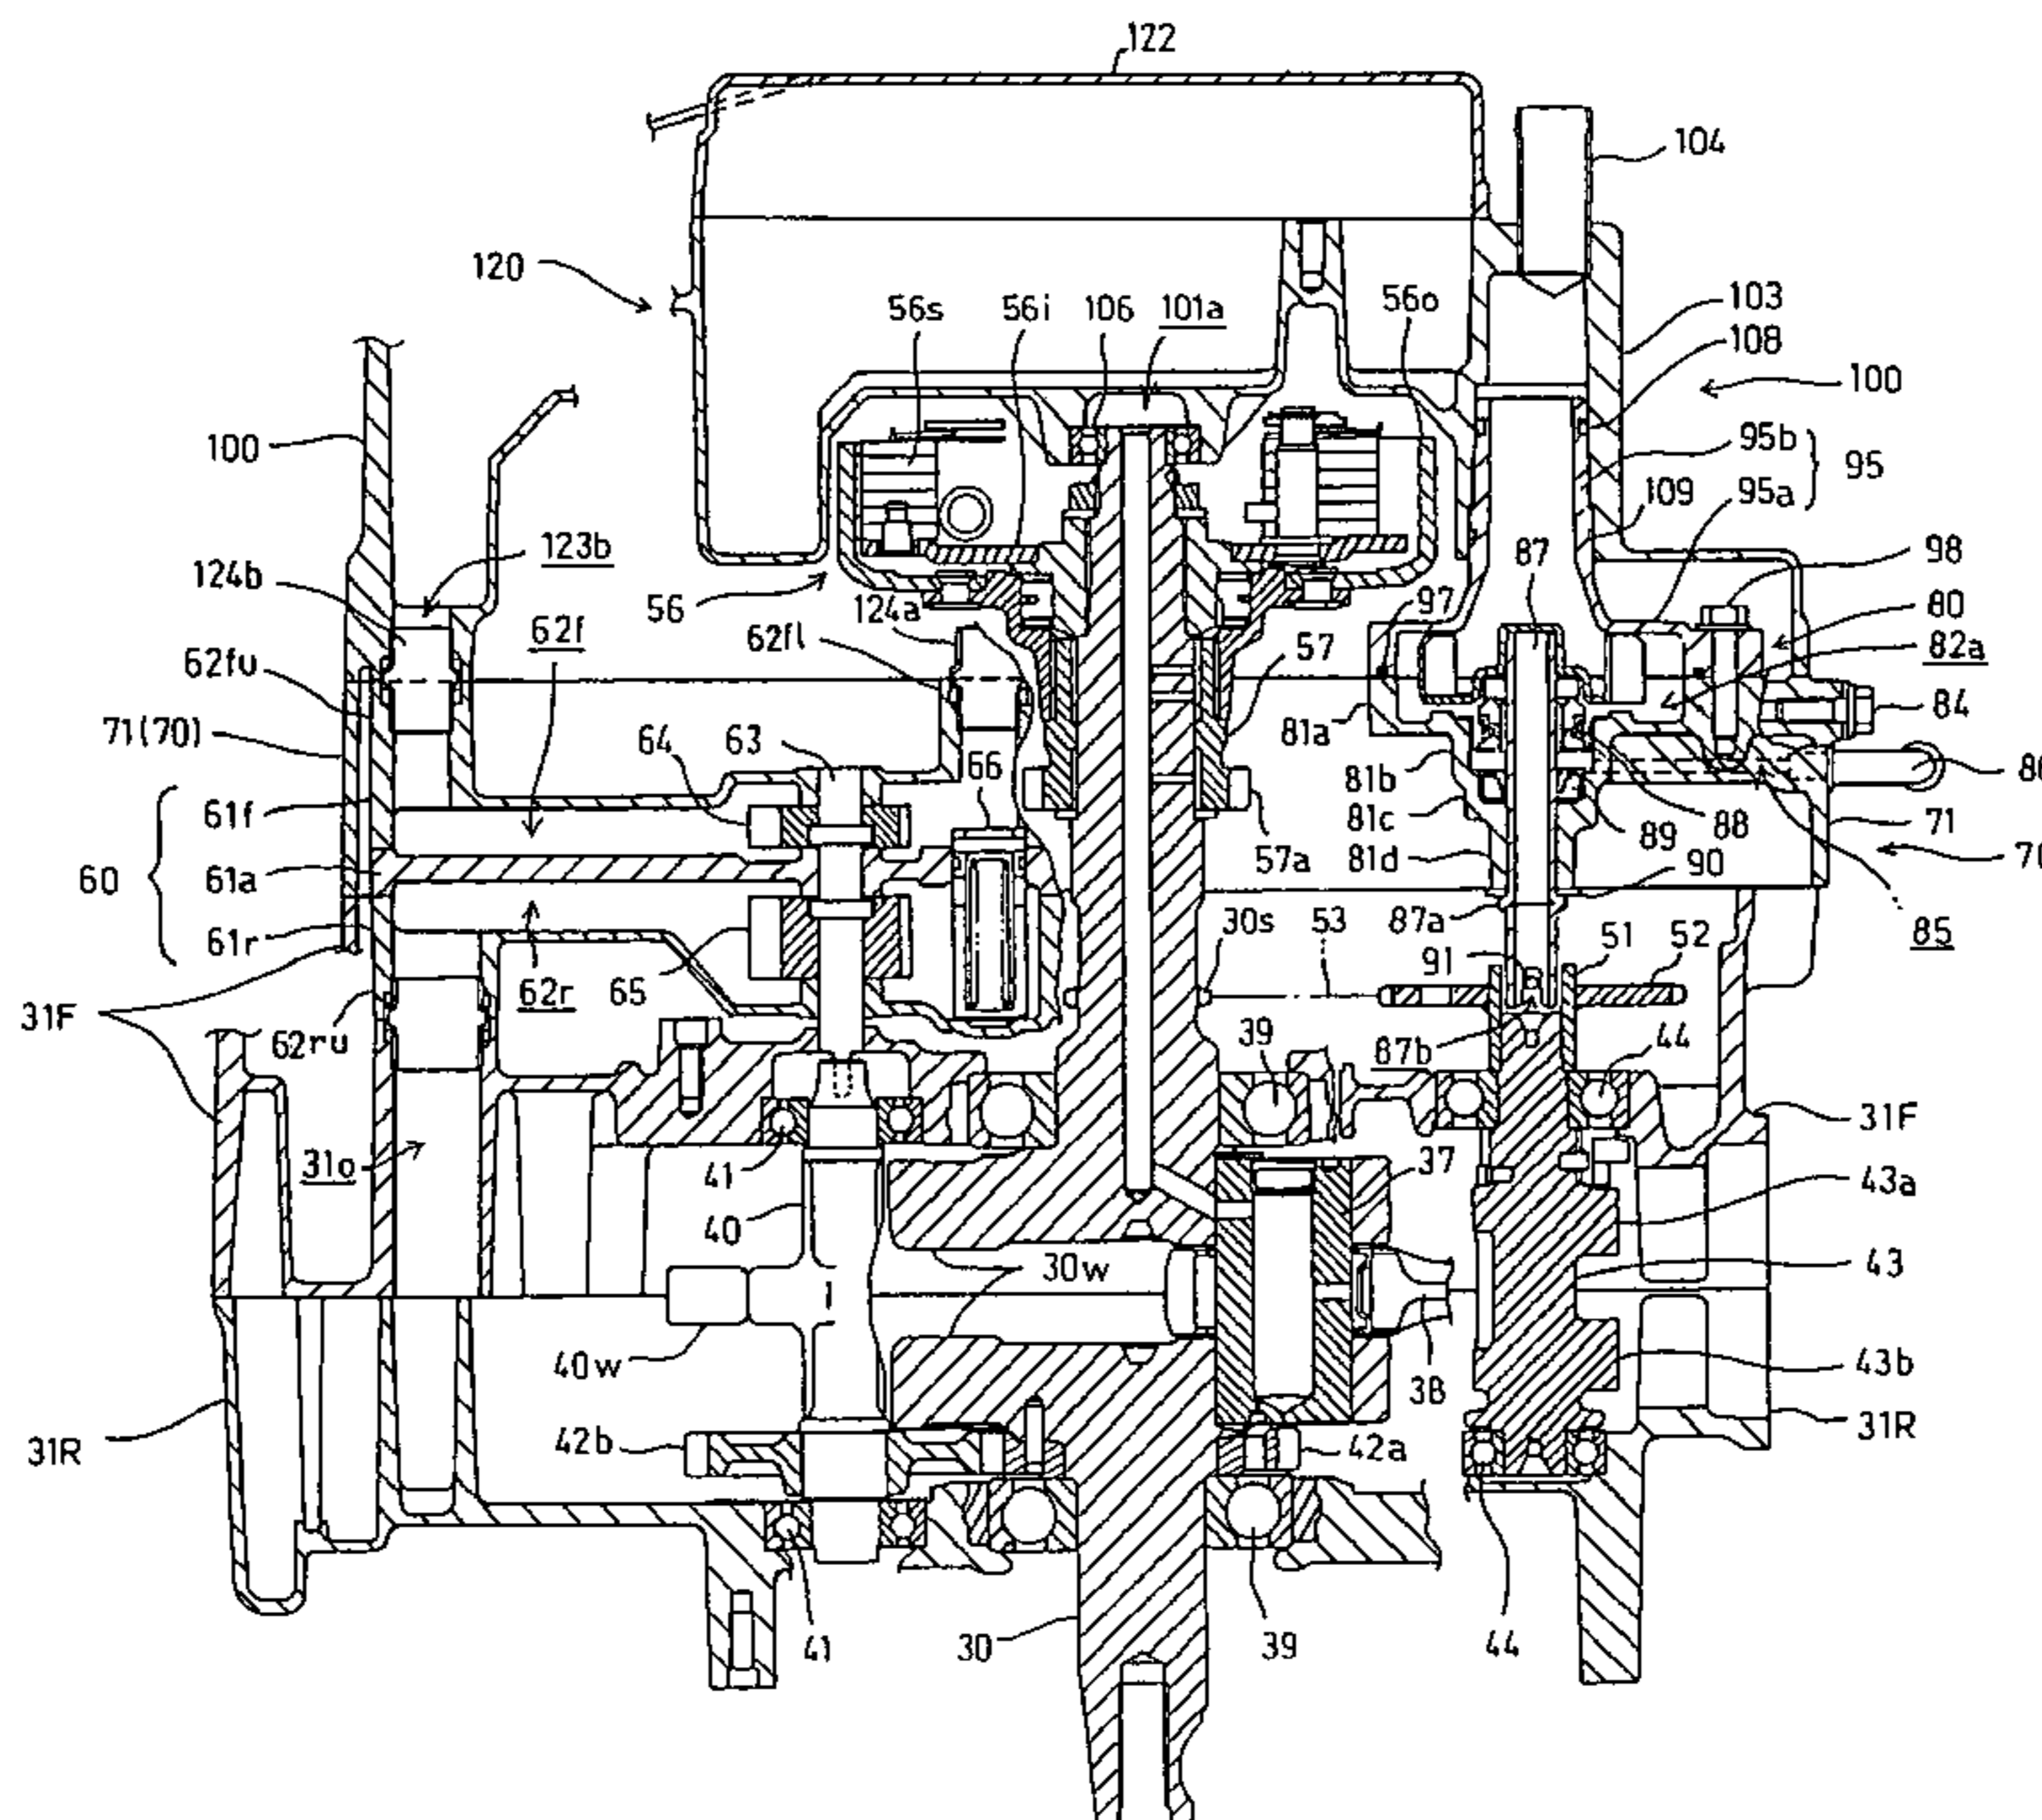 122
104
120
56s
56i
106
101a
56o
103
108
100
100
95b
95
95a
109
123b
124b
87
98
56
124a
97
80
62f
62fl
82a
62fu
57
71(70)
64
63
66
81a
84
81b
61f
81c
88
71
60
61a
57a
81d
89
90
61r
87a
85
30s
53
91
51
52
62r
65
31F
62ru
39
87b
44
31F
31o
41
37
43a
40
30w
43
40w
38
43b
42b
42a
31R
31R
41
30
39
44